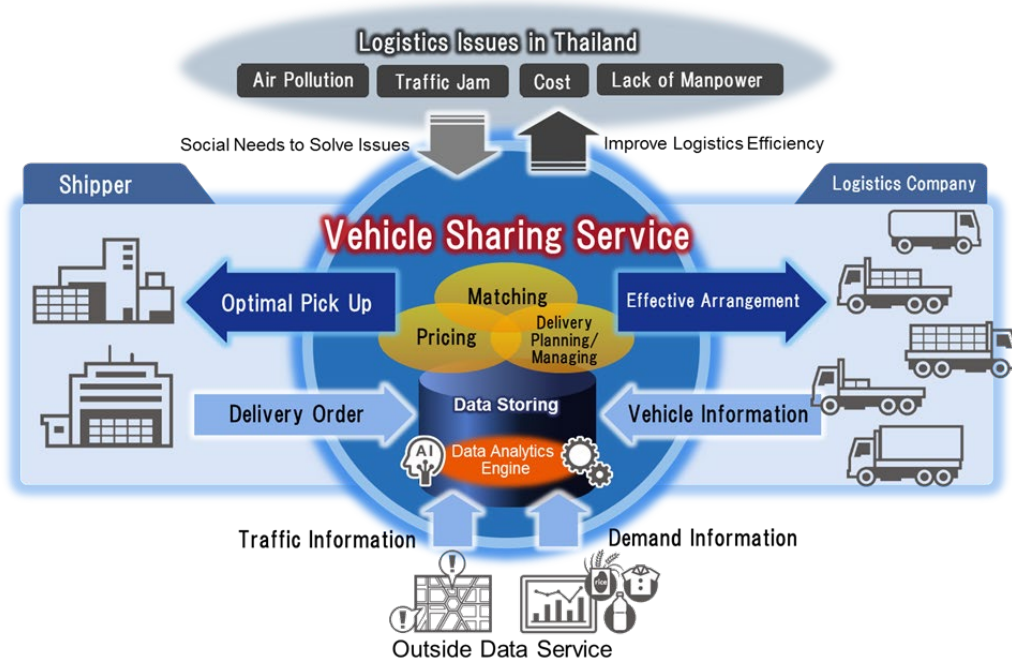 Logistics Issues in Thailand
Air Pollution
Traffic Jam
Cost
Lack of Manpower
Social Needs to Solve Issues
Improve Logistics Efficiency
Shipper
Logistics Company
Vehicle Sharing Service
Optimal Pick Up
Matching
Effective Arrangement
Pricing
Delivery
Planning/
Managing
Delivery Order
Data Storing
Vehicle Information
AI
Data Analytics
Engine
Traffic Information
Demand Information
!
!
rice
Outside Data Service